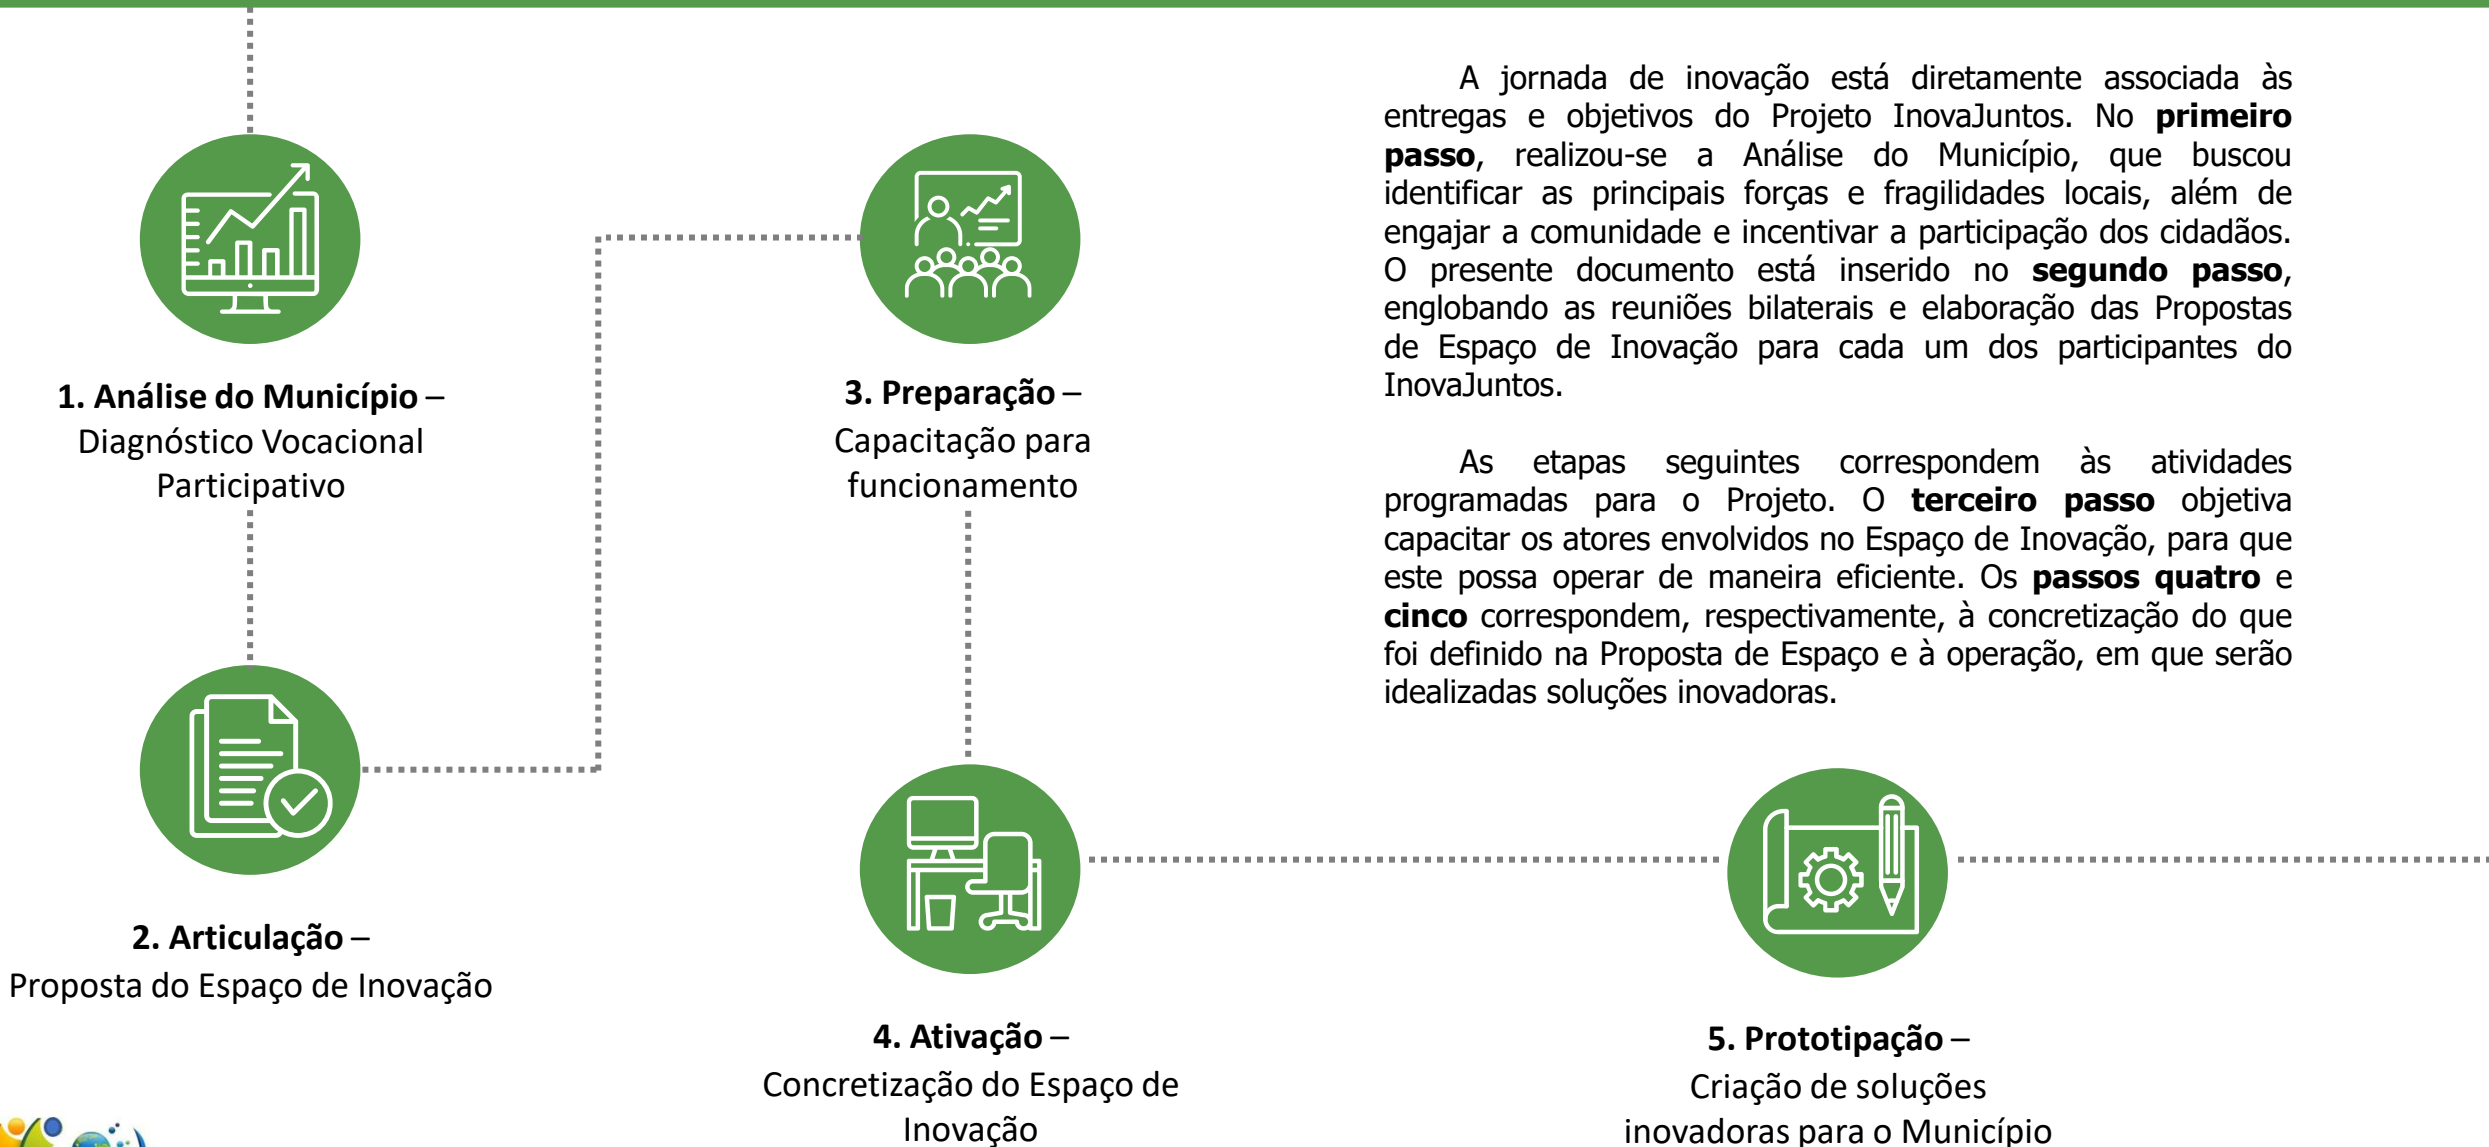 1. Análise do Município –
Diagnóstico Vocacional
Participativo
2. Articulação –
Proposta do Espaço de Inovação
3. Preparação –
Capacitação para
funcionamento
4. Ativação –
Concretização do Espaço de
Inovação
5. Prototipação –
Criação de soluções
inovadoras para o Município
A jornada de inovação está diretamente associada às
entregas e objetivos do Projeto InovaJuntos. No primeiro
passo, realizou-se a Análise do Município, que buscou
identificar as principais forças e fragilidades locais, além de
engajar a comunidade e incentivar a participação dos cidadãos.
O presente documento está inserido no segundo passo,
englobando as reuniões bilaterais e elaboração das Propostas
de Espaço de Inovação para cada um dos participantes do
InovaJuntos.
As etapas seguintes correspondem às atividades
programadas para o Projeto. O terceiro passo objetiva
capacitar os atores envolvidos no Espaço de Inovação, para que
este possa operar de maneira eficiente. Os passos quatro e
cinco correspondem, respectivamente, à concretização do que
foi definido na Proposta de Espaço e à operação, em que serão
idealizadas soluções inovadoras.